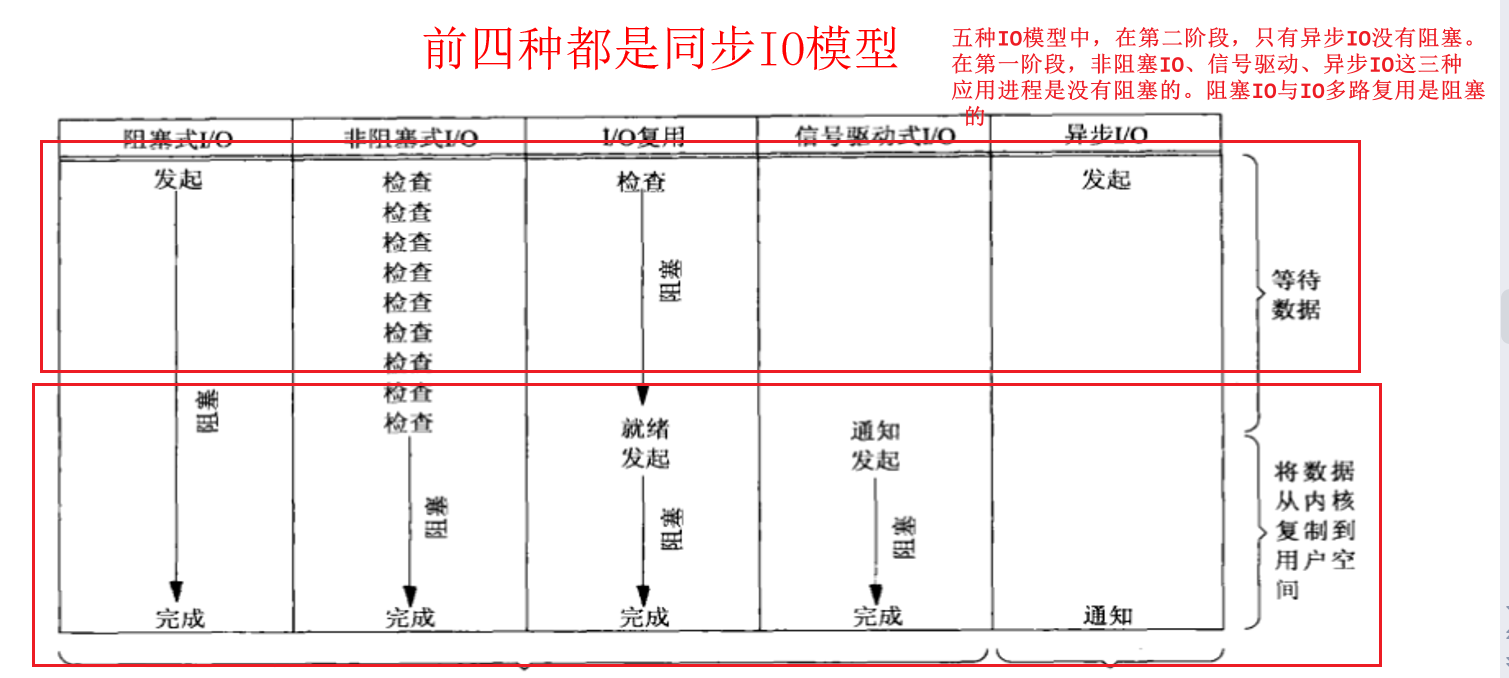 前四种都是同步IO模型
五种IO模型中，在第二阶段，只有异步IO没有阻塞。
在第一阶段，非阻塞IO、信号驱动、异步IO这三种
应用进程是没有阻塞的。阻塞IO与IO多路复用是阻塞
的
阻塞式I/O
非阻塞式I/O
I/O复用
信号驱动式I/O
异步I/O
发起
阻塞
完成
检查
检查
检查
检查
检查
检查
检查
检查
检查
阻塞
完成
检查
阻塞
就绪
发起
阻塞
完成
通知
发起
阻塞
完成
发起
通知
等待
数据
将数据
从内核
复制到
用户空
间